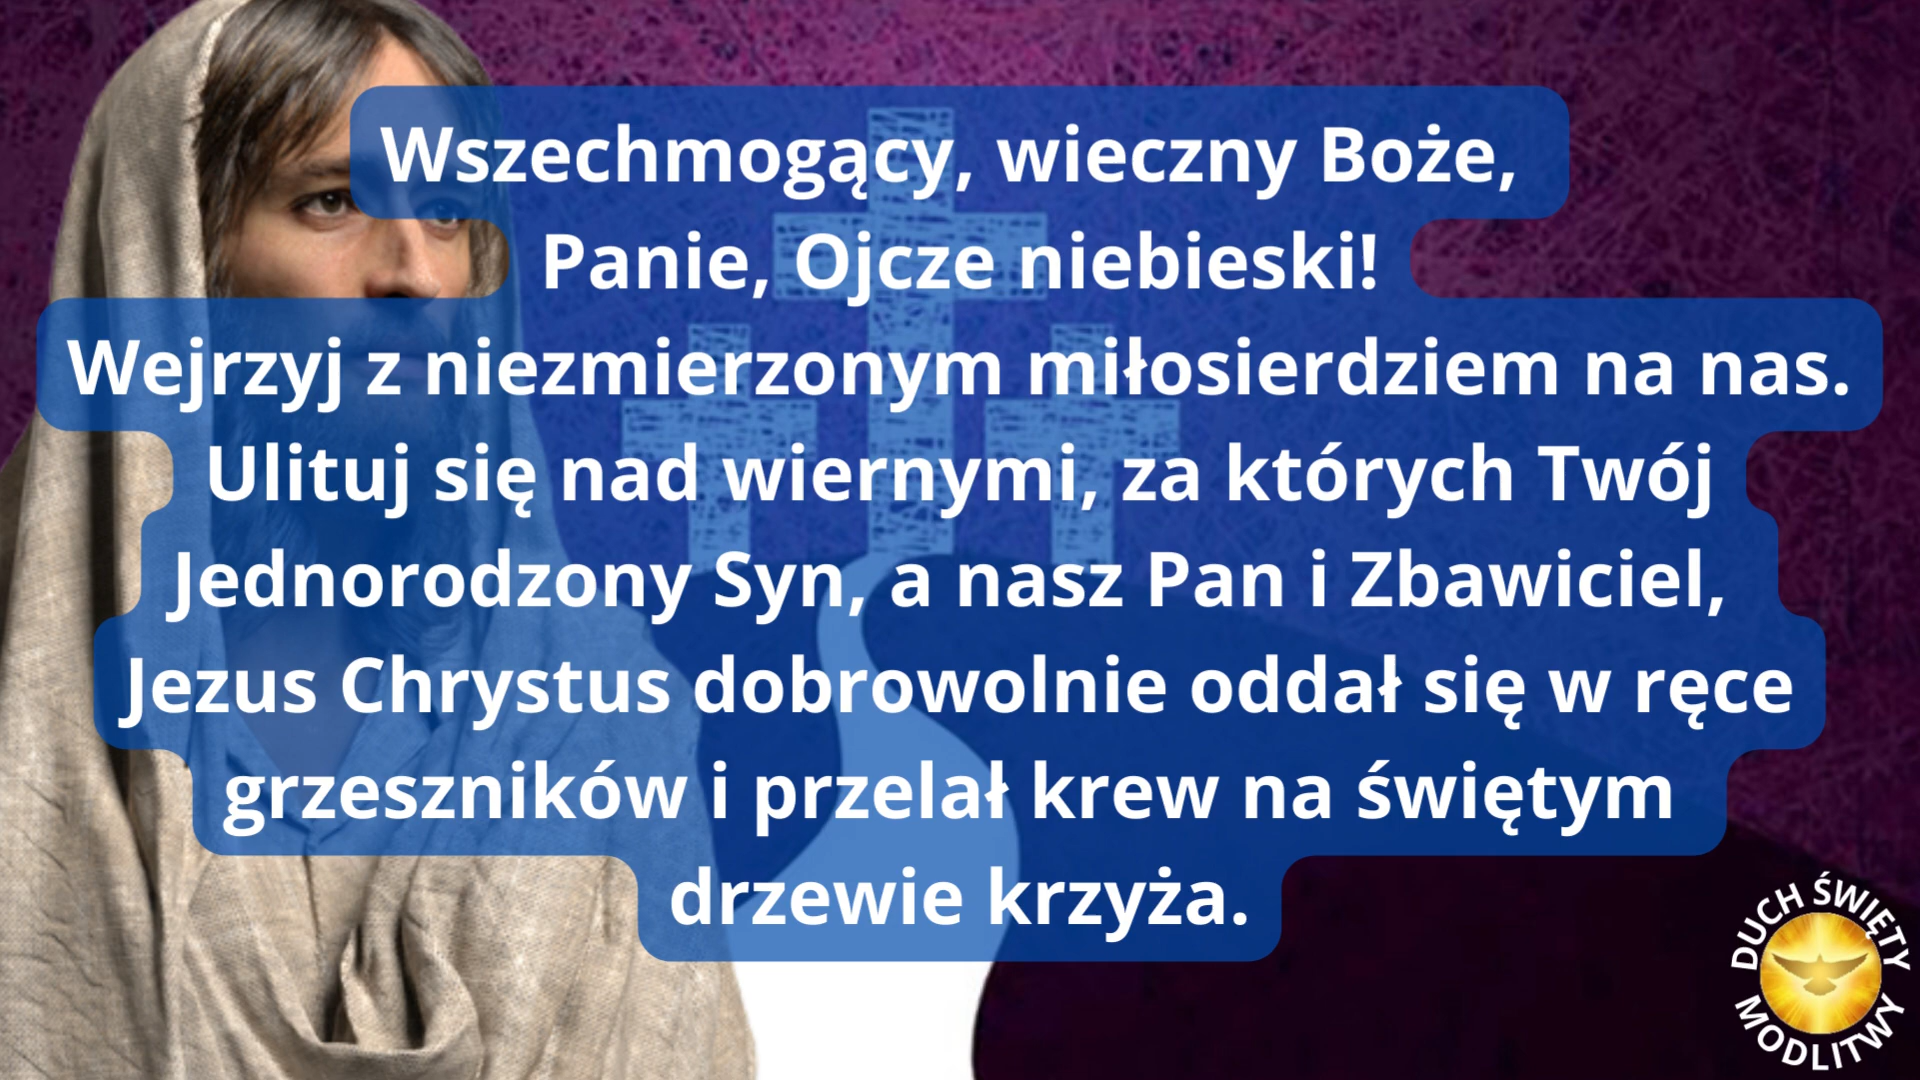 Wszechmogący, wieczny Boże,
Panie, Ojcze niebieski!
Wejrzyj z niezmierzonym miłosierdziem na nas.
Ulituj się nad wiernymi, za których Twój
Jednorodzony Syn, a nasz Pan i Zbawiciel,
Jezus Chrystus dobrowolnie oddał się w ręce
grzeszników i przelał krew na świętym
drzewie krzyża.
DUCH ŚWIĘTY
MODLITWY